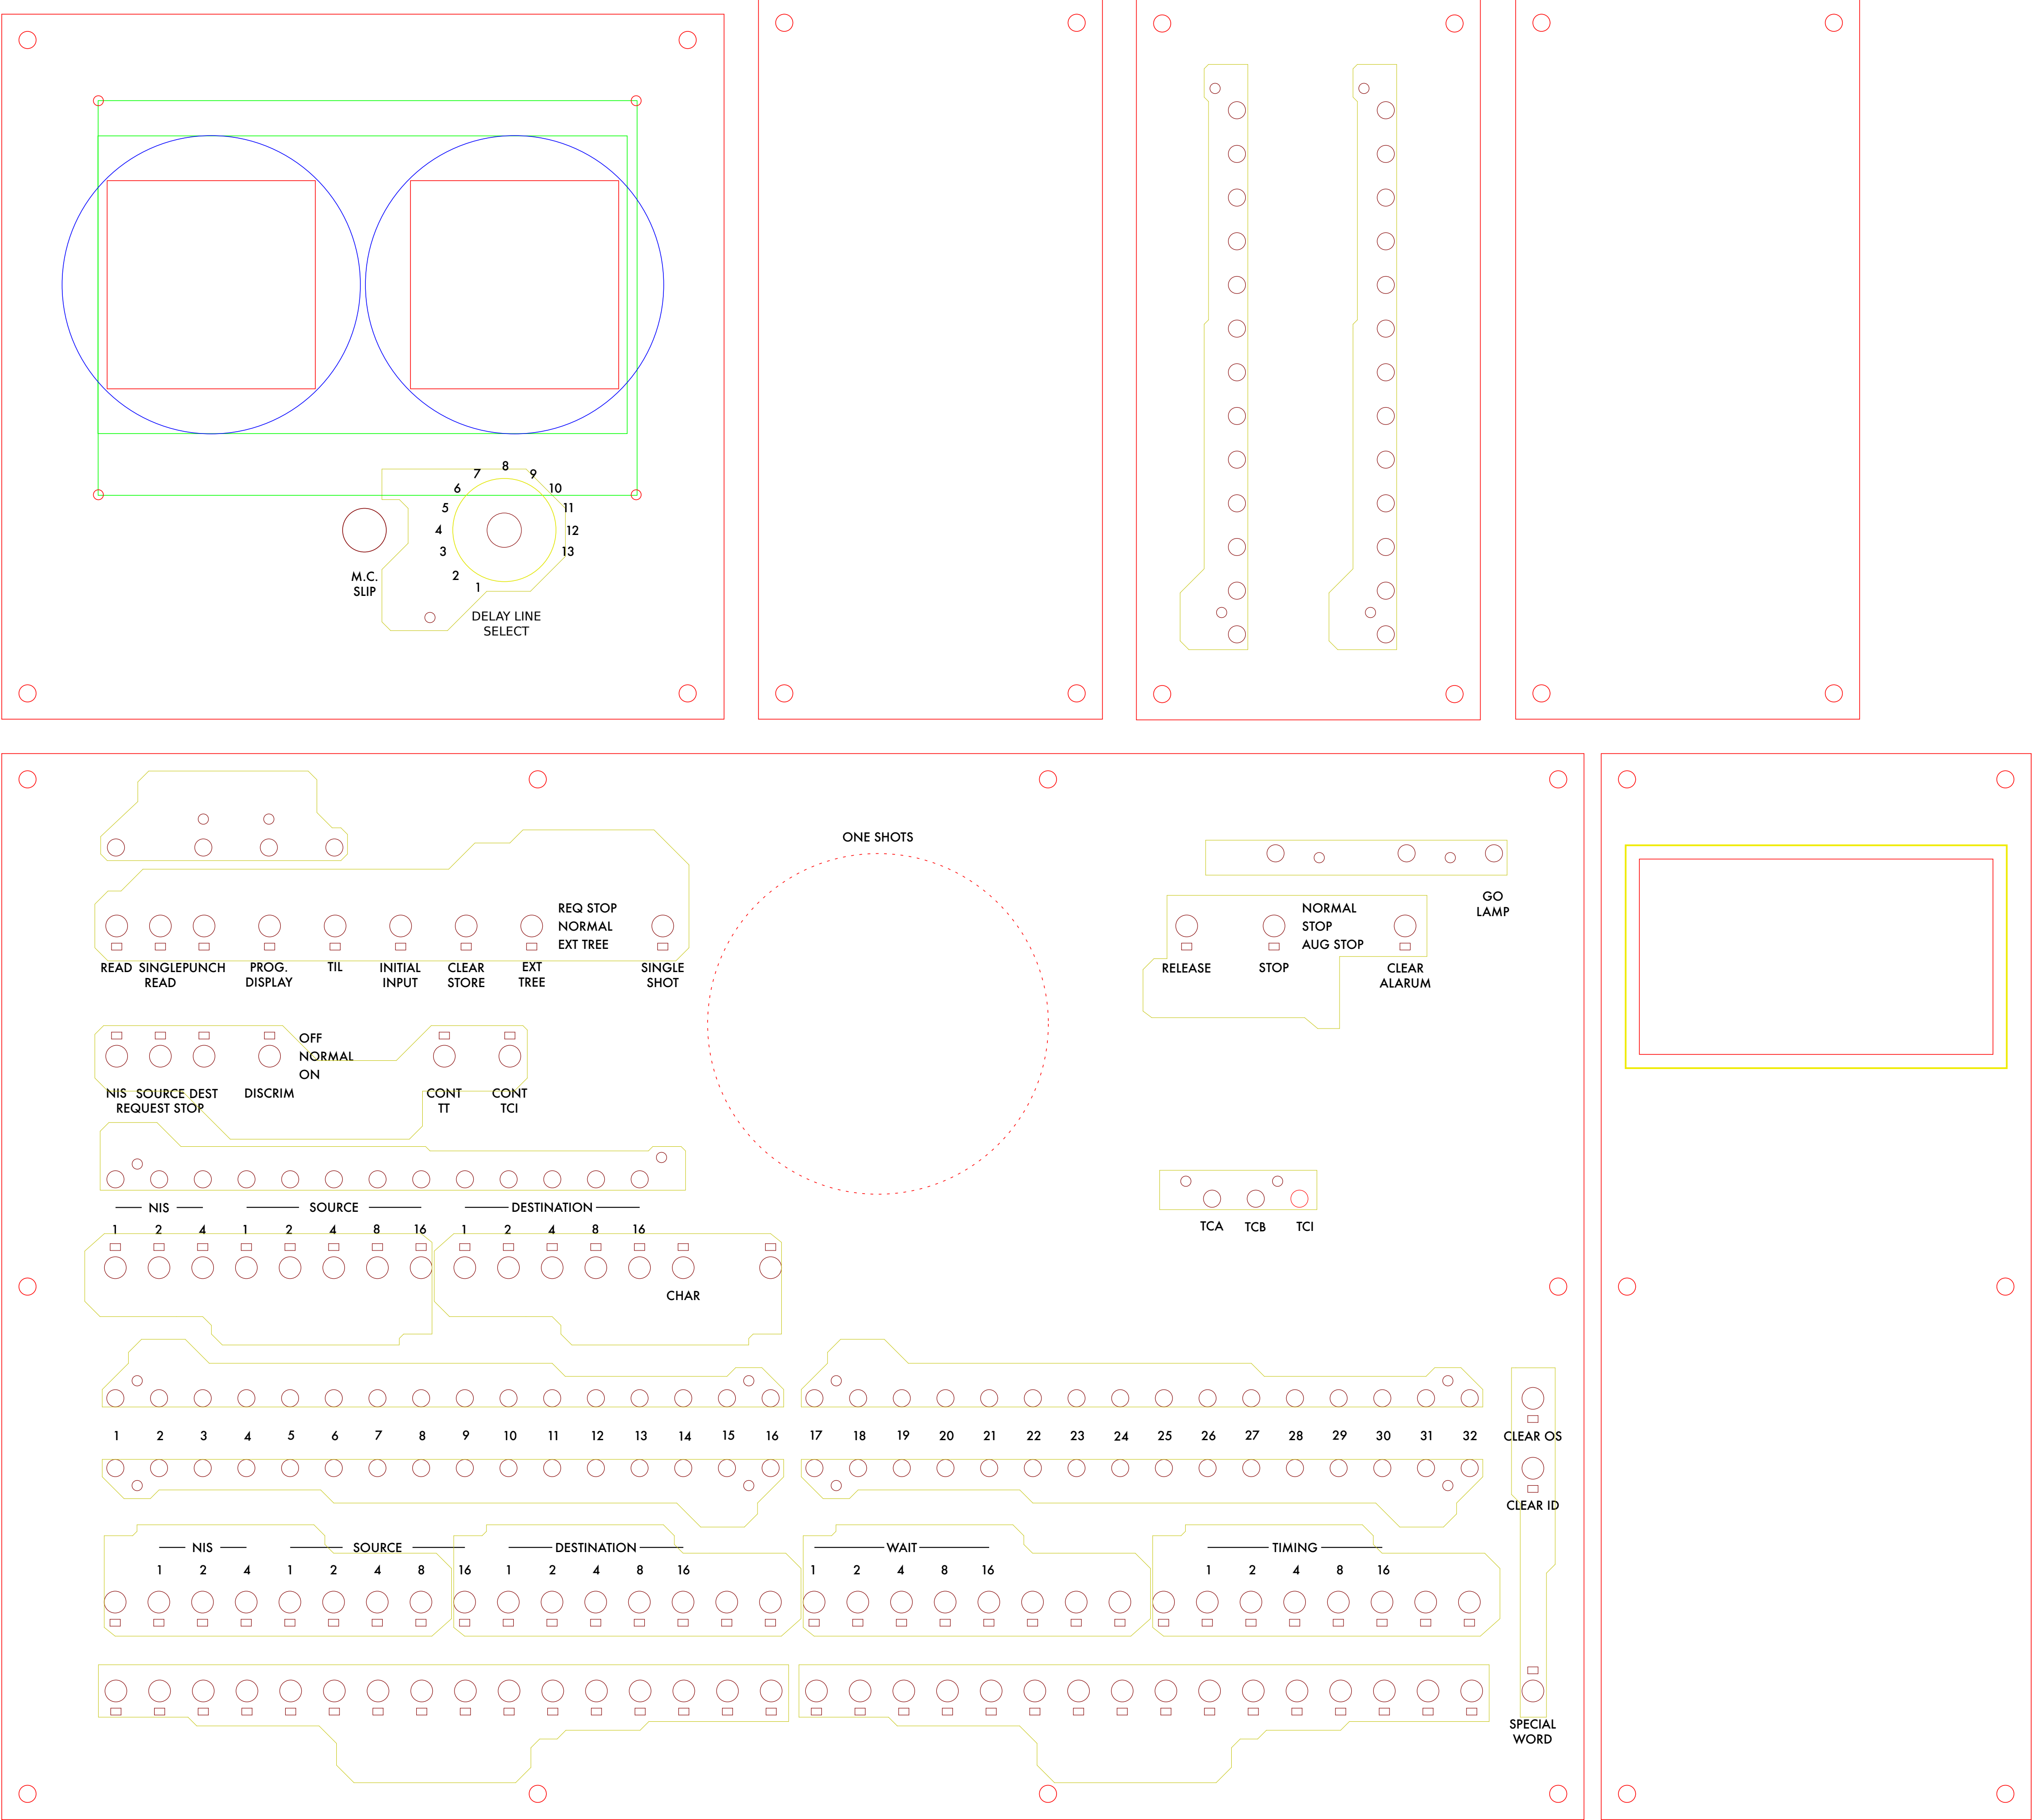 8
7 9
6 10
5 11
4 12
3 13
2
1
M.C.
SLIP
DELAY LINE
SELECT
ONE SHOTS
GO
LAMP
REQ STOP
NORMAL
EXT TREE
NORMAL
STOP
AUG STOP
READ SINGLE PUNCH PROG. TIL INITIAL CLEAR EXT SINGLE RELEASE STOP CLEAR
READ DISPLAY INPUT STORE TREE SHOT ALARUM
OFF
NORMAL
ON
NIS SOURCE DEST DISCRIM CONT CONT
REQUEST STOP TT TCI
NIS SOURCE DESTINATION
1 2 4 1 2 4 8 16 1 2 4 8 16 TCA TCB TCI
CHAR
1 2 3 4 5 6 7 8 9 10 11 12 13 14 15 16 17 18 19 20 21 22 23 24 25 26 27 28 29 30 31 32 CLEAR OS
CLEAR ID
NIS SOURCE DESTINATION WAIT TIMING
1 2 4 1 2 4 8 16 1 2 4 8 16 1 2 4 8 16 1 2 4 8 16
SPECIAL
WORD